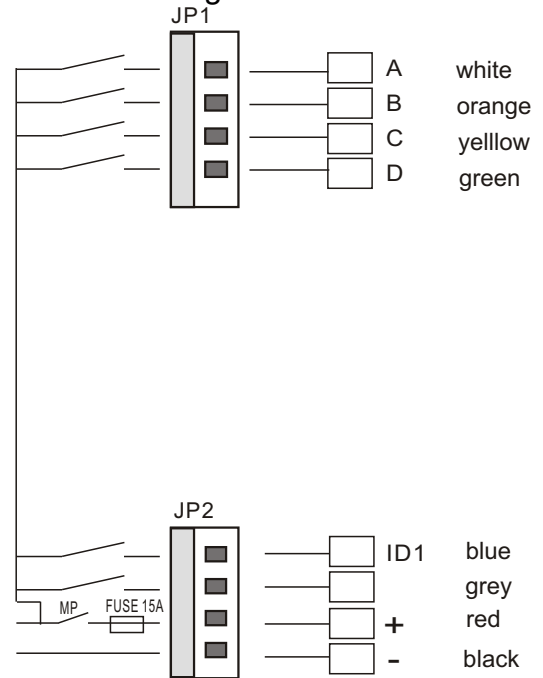 JP1
A white
B orange
C yelllow
D green
JP2
ID1 blue
grey
MP FUSE 15A + red
- black